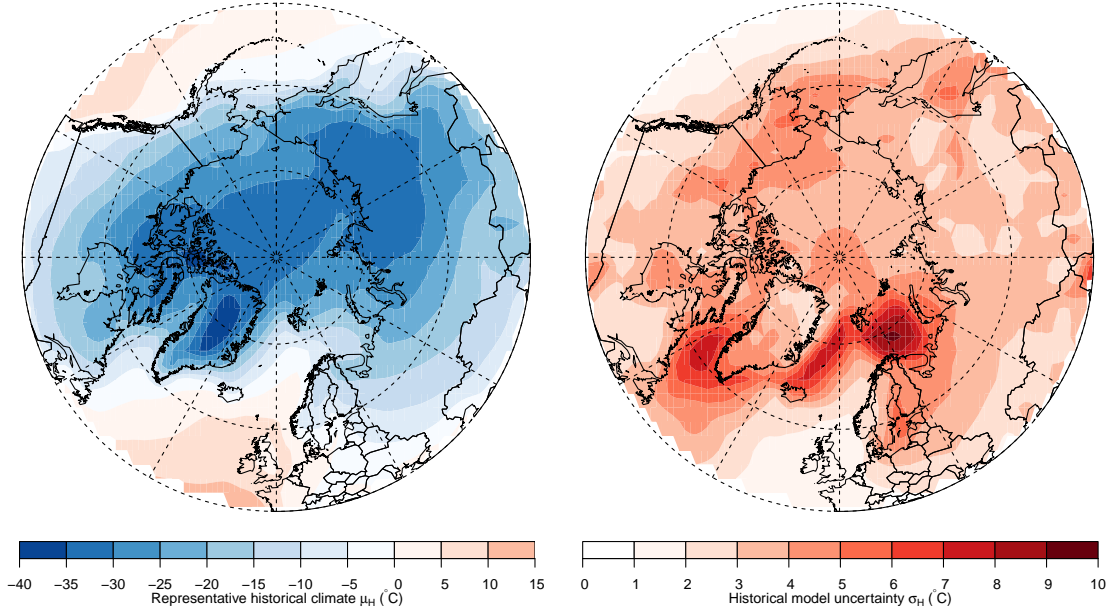 −40 −35 −30 −25 −20 −15 −10 −5 0 5 10 15
Representative historical climate μH (°C)
0 1 2 3 4 5 6 7 8 9 10
Historical model uncertainty σH (°C)